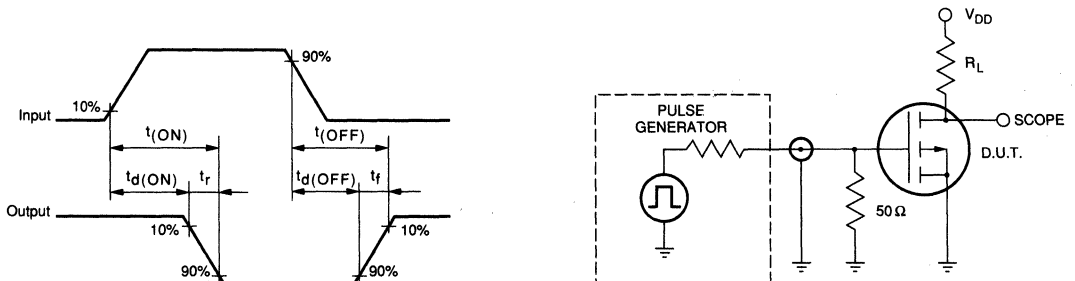 Input
10%
90%
t(ON)
t(OFF)
td(ON)
tr
td(OFF)
tf
Output
10%
90%
90%
10%
PULSE
GENERATOR
VDD
RL
SCOPE
D.U.T.
50Ω